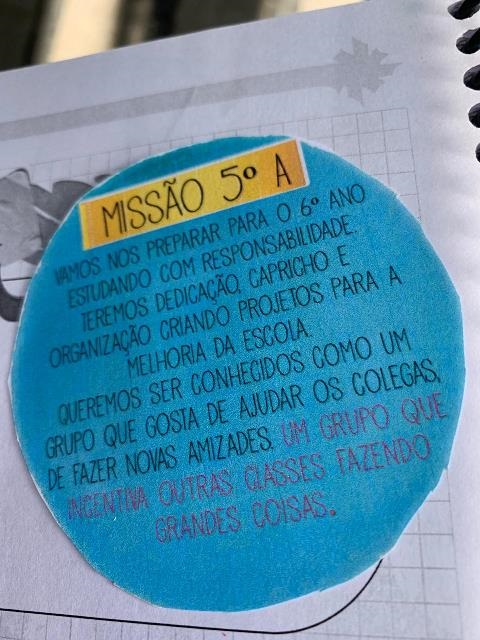 MISSÃO 5º A
VAMOS NOS PREPARAR PARA O 6º ANO
ESTUDANDO COM RESPONSABILIDADE.
TEREMOS DEDICAÇÃO, CAPRICHO E
ORGANIZAÇÃO CRIANDO PROJETOS PARA A
MELHORIA DA ESCOLA.
QUEREMOS SER CONHECIDOS COMO UM
GRUPO QUE GOSTA DE AJUDAR OS COLEGAS,
DE FAZER NOVAS AMIZADES, UM GRUPO QUE
INCENTIVA OUTRAS CLASSES FAZENDO
GRANDES COISAS.